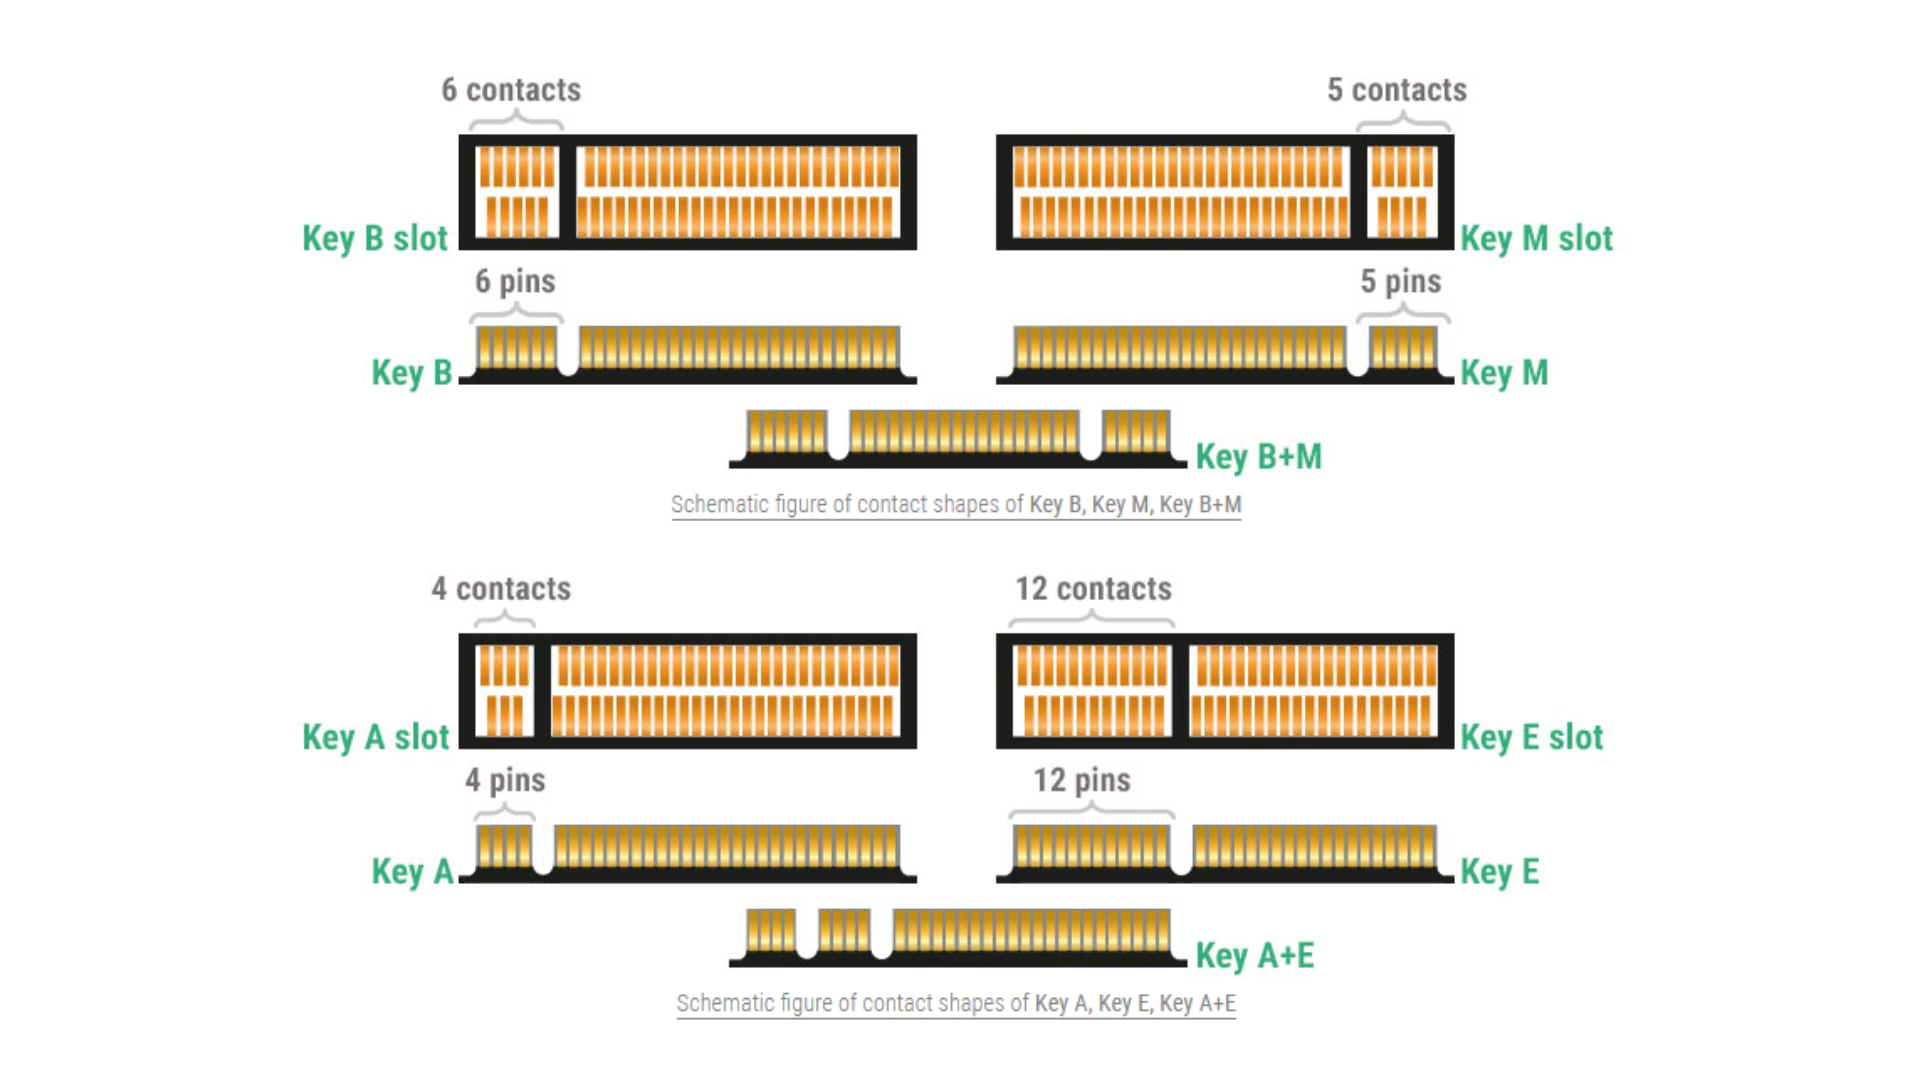 6 contacts
5 contacts
Key B slot
Key M slot
6 pins
5 pins
Key B
Key M
Key B+M
Schematic figure of contact shapes of Key B, Key M, Key B+M
4 contacts
12 contacts
Key A slot
Key E slot
4 pins
12 pins
Key A
Key E
Key A+E
Schematic figure of contact shapes of Key A, Key E, Key A+E